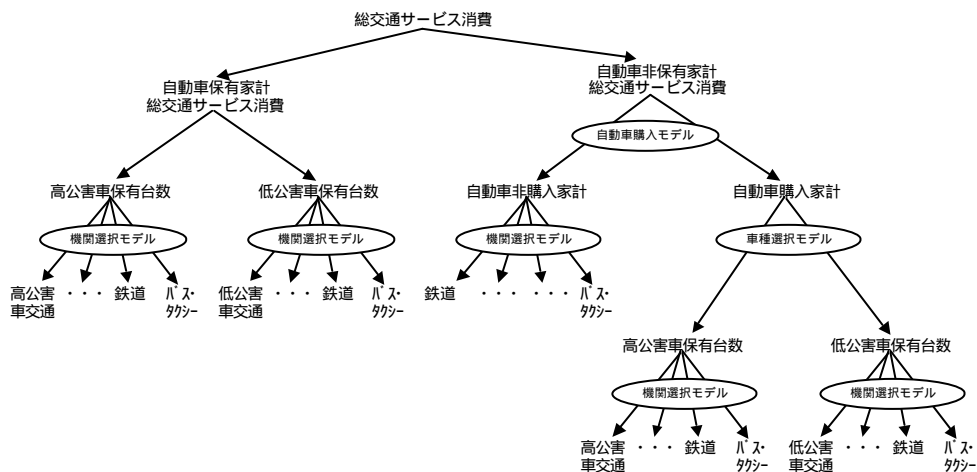 総交通サービス消費
自動車保有家計
総交通サービス消費
自動車非保有家計
総交通サービス消費
自動車購入モデル
高公害車保有台数
低公害車保有台数
自動車非購入家計
自動車購入家計
機関選択モデル
機関選択モデル
機関選択モデル
車種選択モデル
高公害
車交通
・・・
鉄道
バス・
タクシー
低公害
車交通
・・・
鉄道
バス・
タクシー
鉄道
・・・
・・・
バス・
タクシー
高公害車保有台数
低公害車保有台数
機関選択モデル
機関選択モデル
高公害
車交通
・・・
鉄道
バス・
タクシー
低公害
車交通
・・・
鉄道
バス・
タクシー